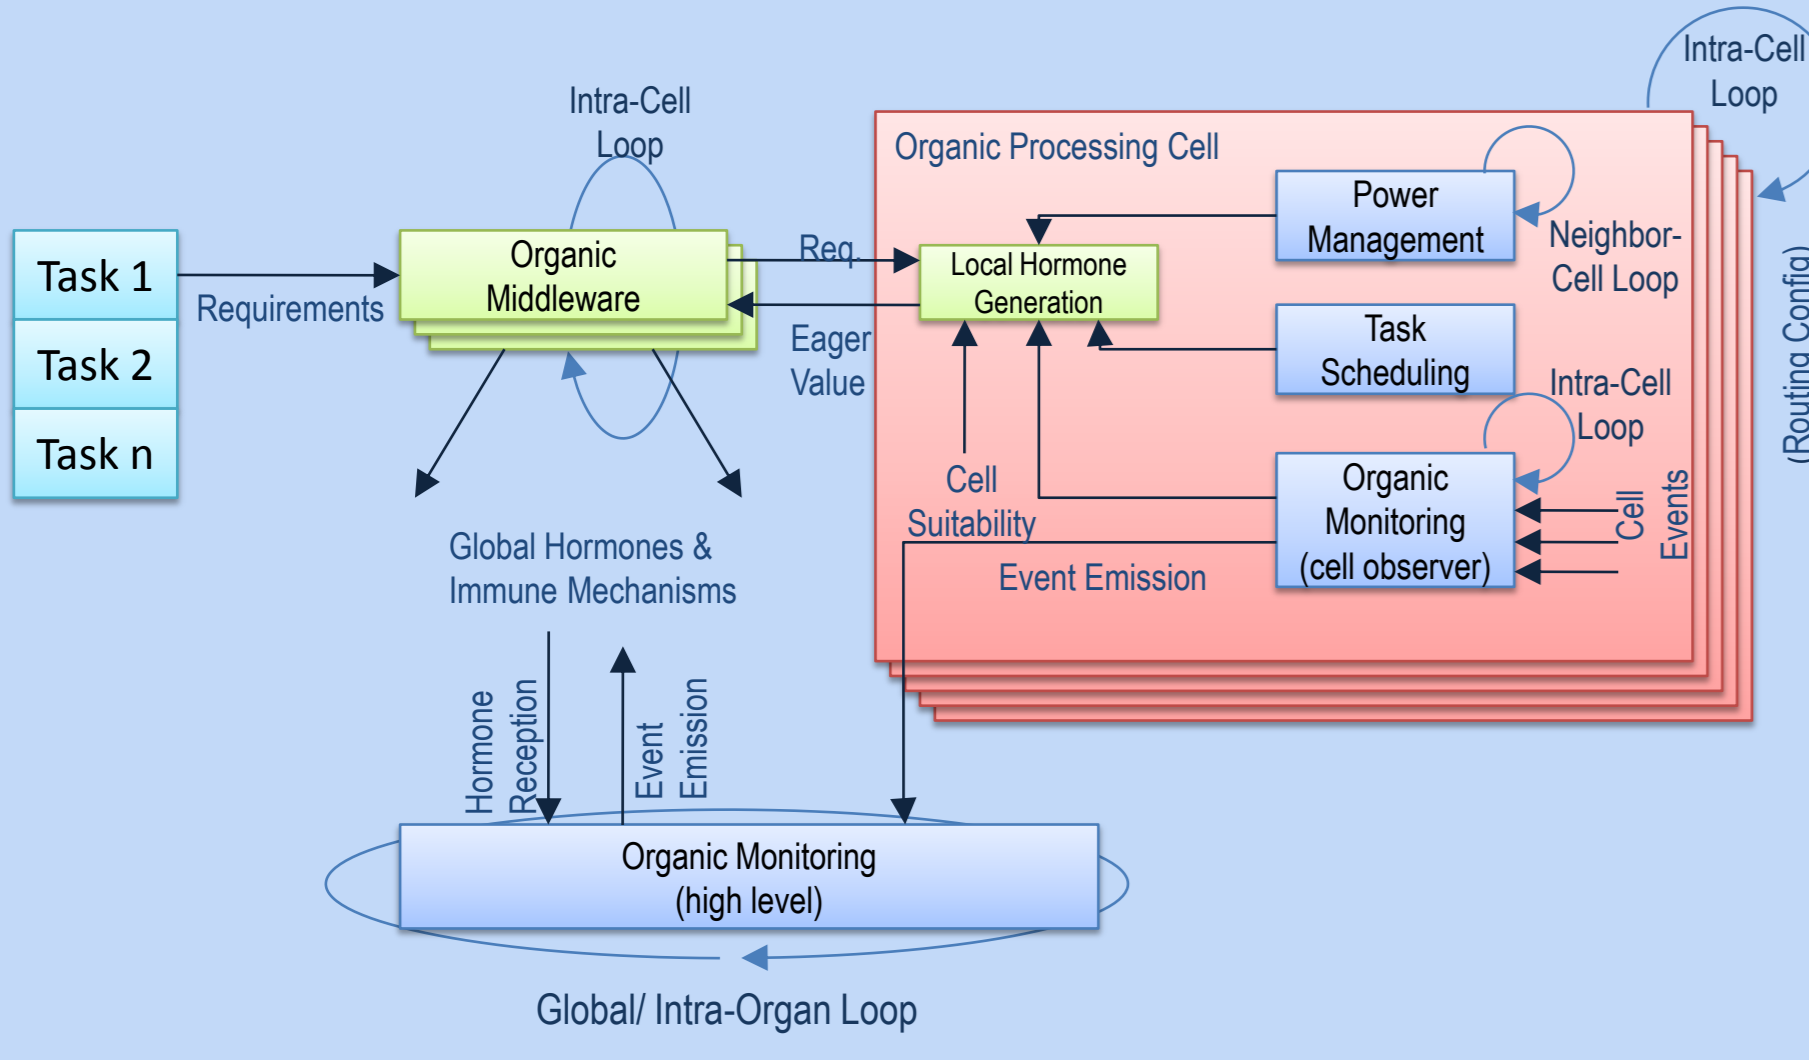 Intra-Cell
Loop
Intra-Cell
Loop
Organic Processing Cell
Power
Management
Neighbor-
Cell Loop
Task 1
Task 2
Task n
Requirements
Organic
Middleware
Req.
Eager
Value
Local Hormone
Generation
Task
Scheduling
(Routing Config)
Intra-Cell
Loop
Cell
Suitability
Organic
Monitoring
(cell observer)
Cell
Events
Event Emission
Global Hormones &
Immune Mechanisms
Hormone
Reception
Event
Emission
Organic Monitoring
(high level)
Global/ Intra-Organ Loop